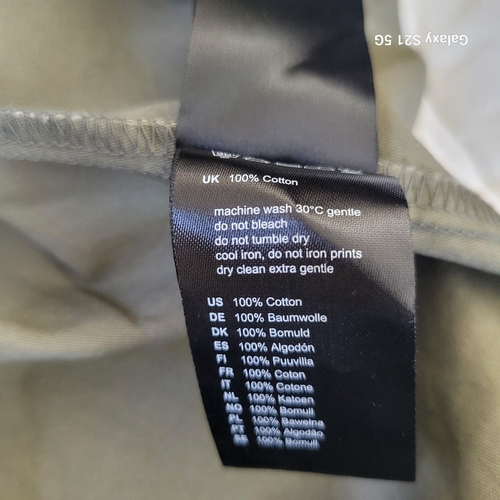 Galaxy S21 5G
UK 100% Cotton
machine wash 30°C gentle
do not bleach
do not tumble dry
cool iron, do not iron prints
dry clean extra gentle
US 100% Cotton
DE 100% Baumwolle
DK 100% Bomuld
ES 100% Algodón
FI 100% Puuvilla
FR 100% Coton
IT 100% Cotone
NL 100% Katoen
NO 100% Bomull
PL 100% Bawełna
PT 100% Algodão
100% Bomull